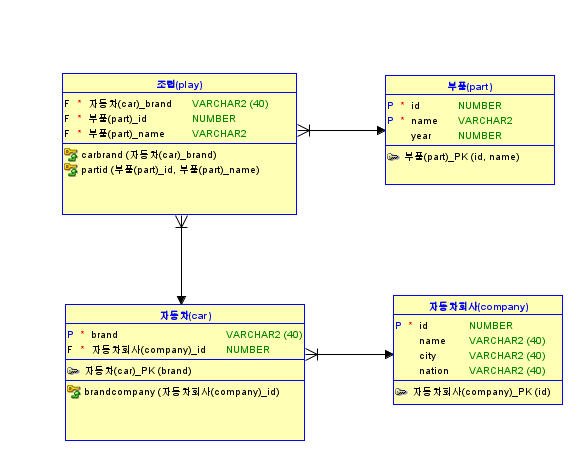 조립(play)
F * 자동차(car)_brand VARCHAR2 (40)
F * 부품(part)_id NUMBER
F * 부품(part)_name VARCHAR2
carbrand (자동차(car)_brand)
partid (부품(part)_id, 부품(part)_name)
부품(part)
P * id NUMBER
P * name VARCHAR2
year NUMBER
부품(part)_PK (id, name)
자동차(car)
P * brand VARCHAR2 (40)
F * 자동차회사(company)_id NUMBER
자동차(car)_PK (brand)
brandcompany (자동차회사(company)_id)
자동차회사(company)
P * id NUMBER
name VARCHAR2 (40)
city VARCHAR2 (40)
nation VARCHAR2 (40)
자동차회사(company)_PK (id)